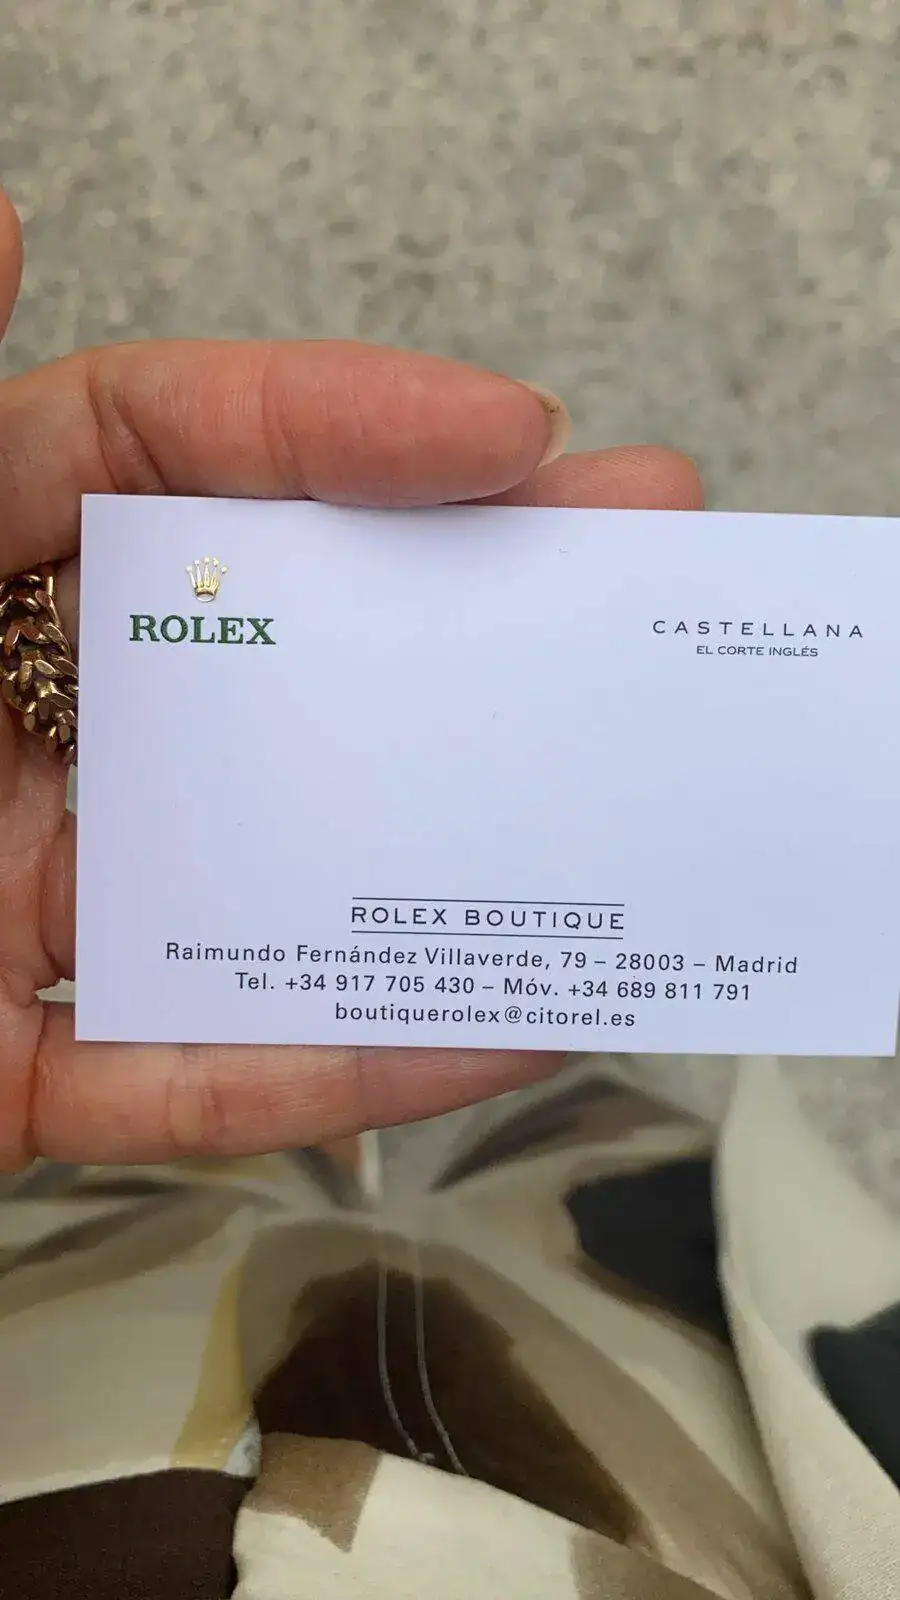 ROLEX
CASTELLANA
EL CORTE INGLÉS
ROLEX BOUTIQUE
Raimundo Fernández Villaverde, 79 – 28003 – Madrid
Tel. +34 917 705 430 – Móv. +34 689 811 791
boutiquerolex@citorel.es